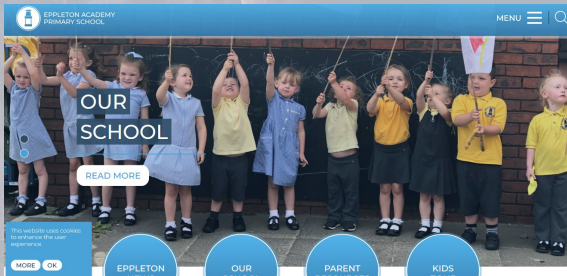 EPPLETON ACADEMY
PRIMARY SCHOOL
MENU
OUR
SCHOOL
READ MORE
This website uses cookies
to enhance the user
experience.
MORE OK
EPPLETON
OUR
PARENT
KIDS